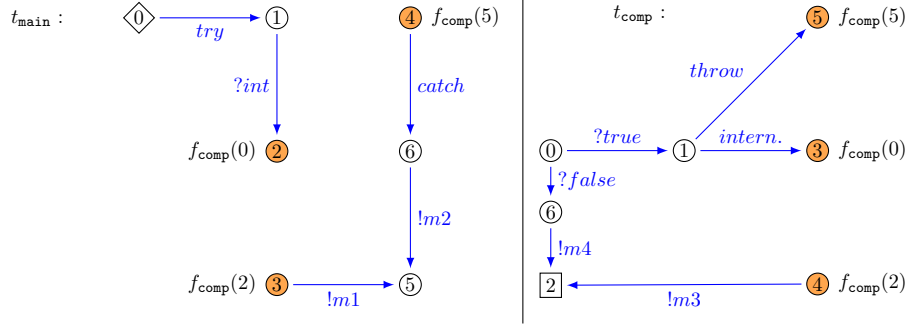 t_main :
0
try
1
4
f_comp(5)
?int
catch
f_comp(0)
2
6
!m2
f_comp(2)
3
!m1
5
t_comp :
5
f_comp(5)
throw
0
?true
1
intern.
3
f_comp(0)
?false
6
!m4
2
!m3
4
f_comp(2)